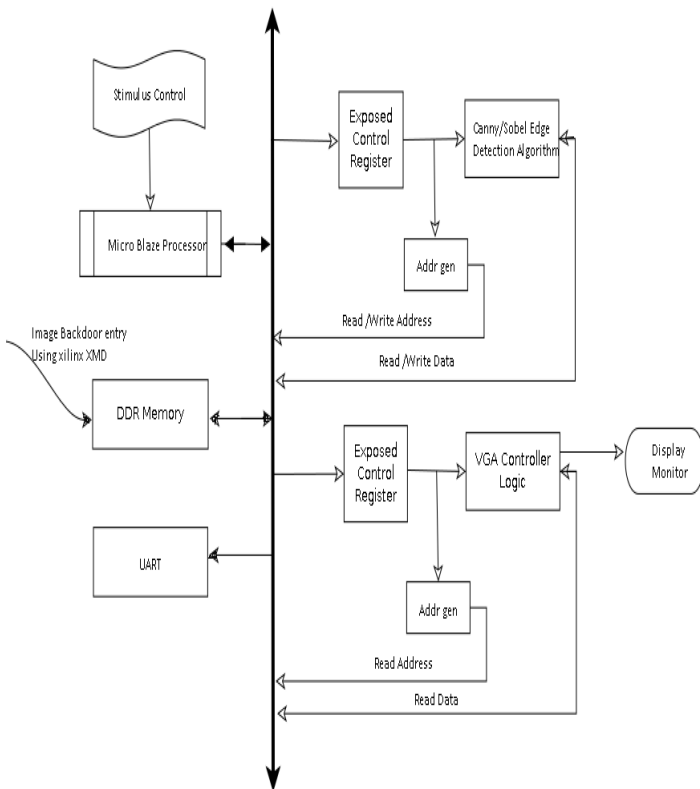 Stimulus Control
Micro Blaze Processor
Image Backdoor entry
Using xilinx XMD
DDR Memory
UART
Exposed
Control
Register
Canny/Sobel Edge
Detection Algorithm
Addr gen
Read /Write Address
Read /Write Data
Exposed
Control
Register
VGA Controller
Logic
Display
Monitor
Addr gen
Read Address
Read Data